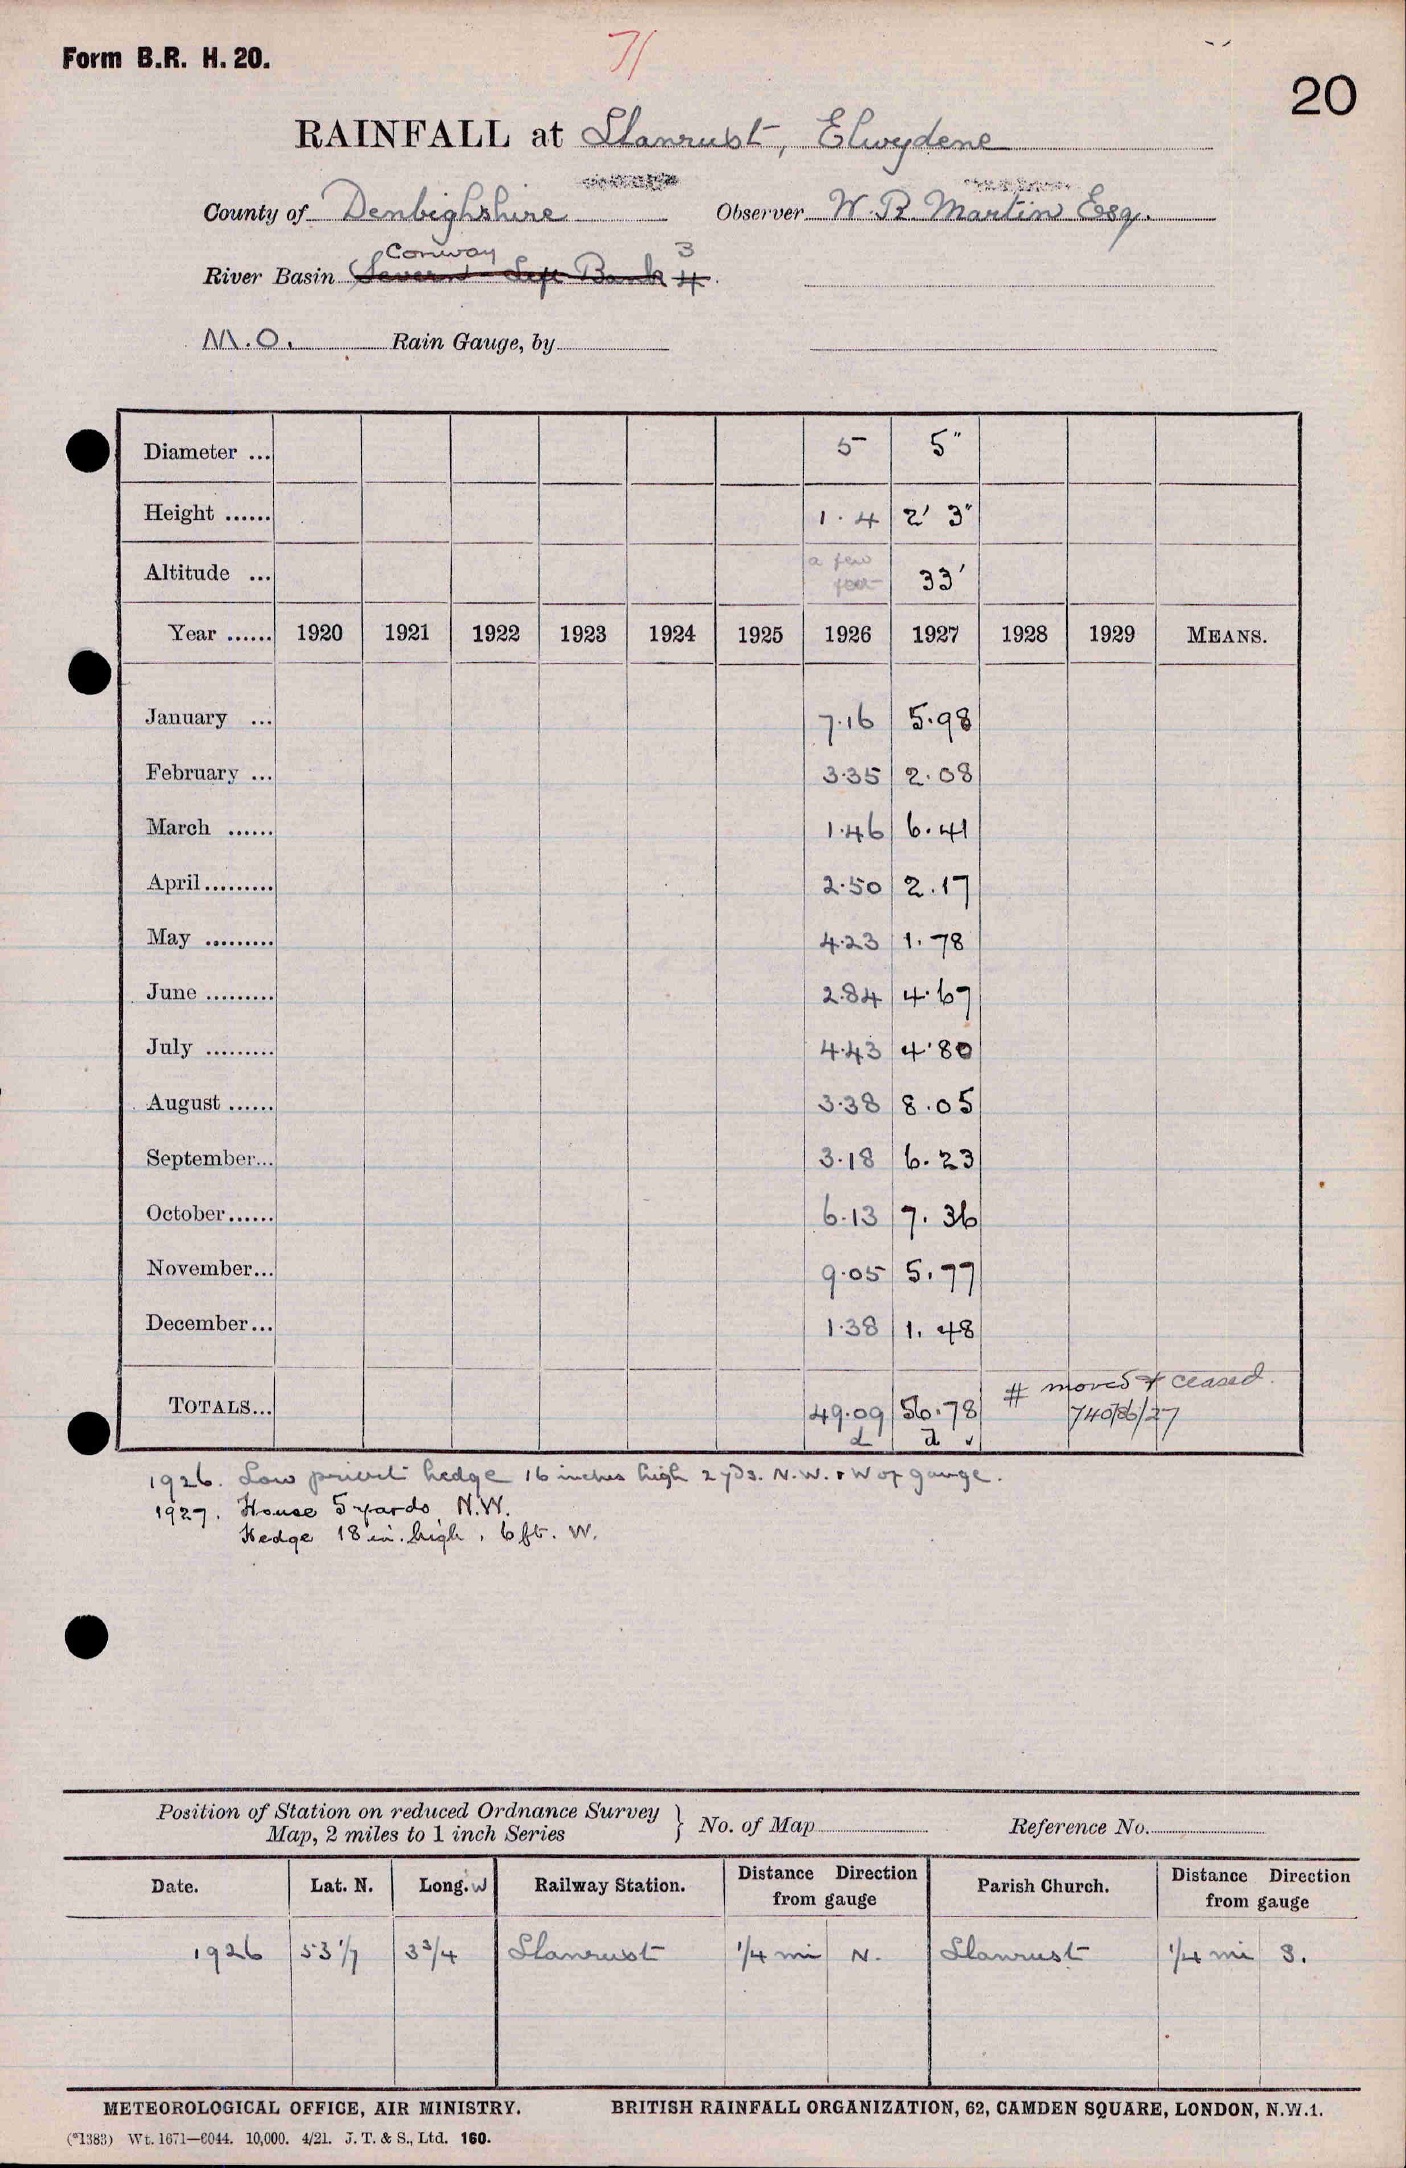 Form B.R. H. 20.
71
20
RAINFALL at Llanrwst, Elwydene
County of Denbighshire Observer W. R. Martin Esq.
Conway 3
River Basin Severn - Left Bank 4
M.O. Rain Gauge, by
Diameter ... 5 5"
Height ...... 1.4 2' 3"
Altitude ... a few feet 33'
Year ...... 1920 1921 1922 1923 1924 1925 1926 1927 1928 1929 MEANS.
January ... 7.16 5.98
February ... 3.35 2.08
March ...... 1.46 6.41
April......... 2.50 2.17
May ......... 4.23 1.78
June ......... 2.84 4.67
July ......... 4.43 4.80
August ...... 3.38 8.05
September... 3.18 6.23
October...... 6.13 7.36
November... 9.05 5.77
December... 1.38 1.48
# moved & ceased.
TOTALS... 49.09 56.78 /27
d d ✓
1926. Low privet hedge 16 inches high 2 yds. N.W. & W of gauge.
1927. House 5 yards N.W.
Hedge 18 in. high, 6 ft. W.
Position of Station on reduced Ordnance Survey
Map, 2 miles to 1 inch Series } No. of Map Reference No.
Date. Lat. N. Long. W Railway Station. Distance Direction from gauge Parish Church. Distance Direction from gauge
1926 53 1/7 3 3/4 Llanrwst 1/4 mi N. Llanrwst 1/4 mi S.
METEOROLOGICAL OFFICE, AIR MINISTRY. BRITISH RAINFALL ORGANIZATION, 62, CAMDEN SQUARE, LONDON, N.W.1.
(*1383) Wt. 1671—6044. 10,000. 4/21. J. T. & S., Ltd. 160.